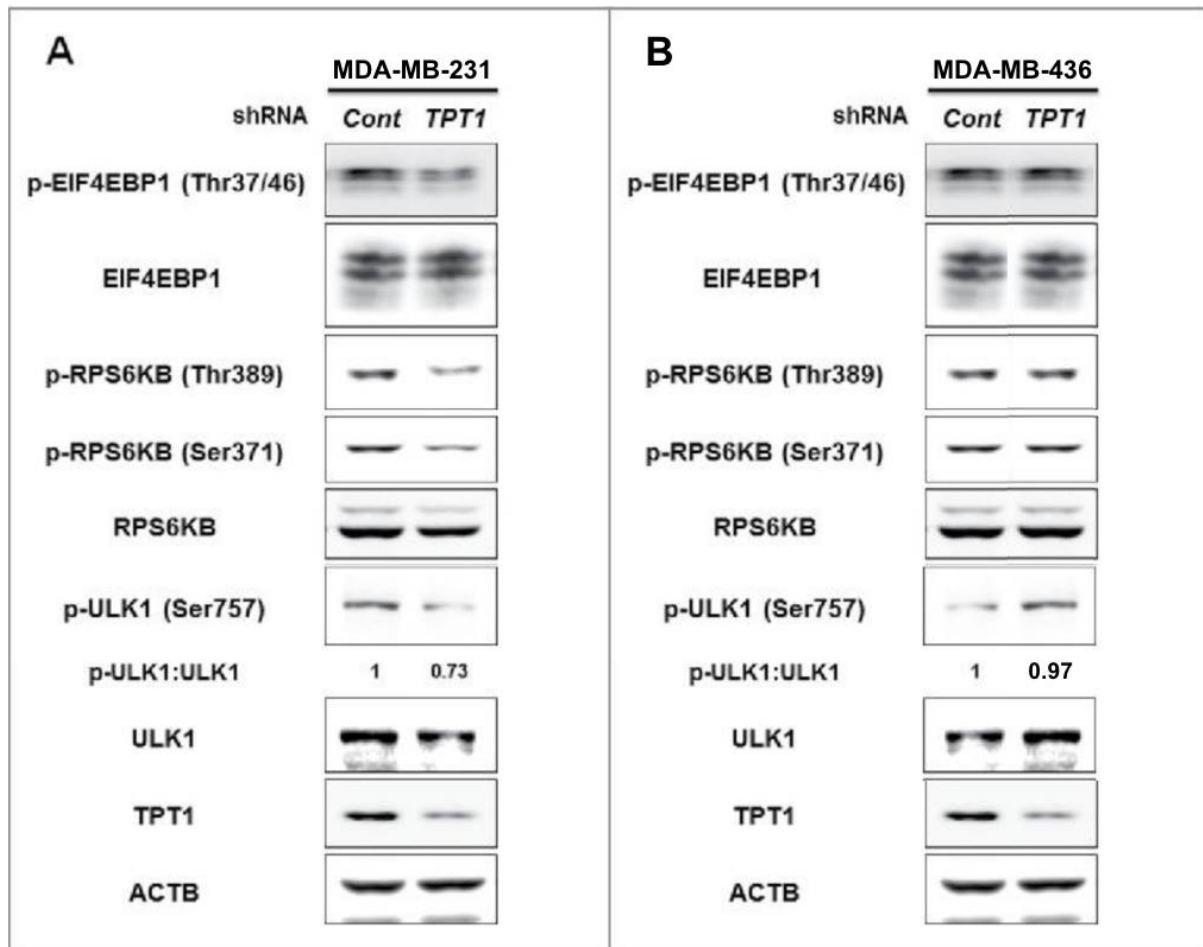 A
MDA-MB-231
shRNA Cont TPT1
p-EIF4EBP1 (Thr37/46)
EIF4EBP1
p-RPS6KB (Thr389)
p-RPS6KB (Ser371)
RPS6KB
p-ULK1 (Ser757)
p-ULK1:ULK1 1 0.73
ULK1
TPT1
ACTB
B
MDA-MB-436
shRNA Cont TPT1
p-EIF4EBP1 (Thr37/46)
EIF4EBP1
p-RPS6KB (Thr389)
p-RPS6KB (Ser371)
RPS6KB
p-ULK1 (Ser757)
p-ULK1:ULK1 1 0.97
ULK1
TPT1
ACTB